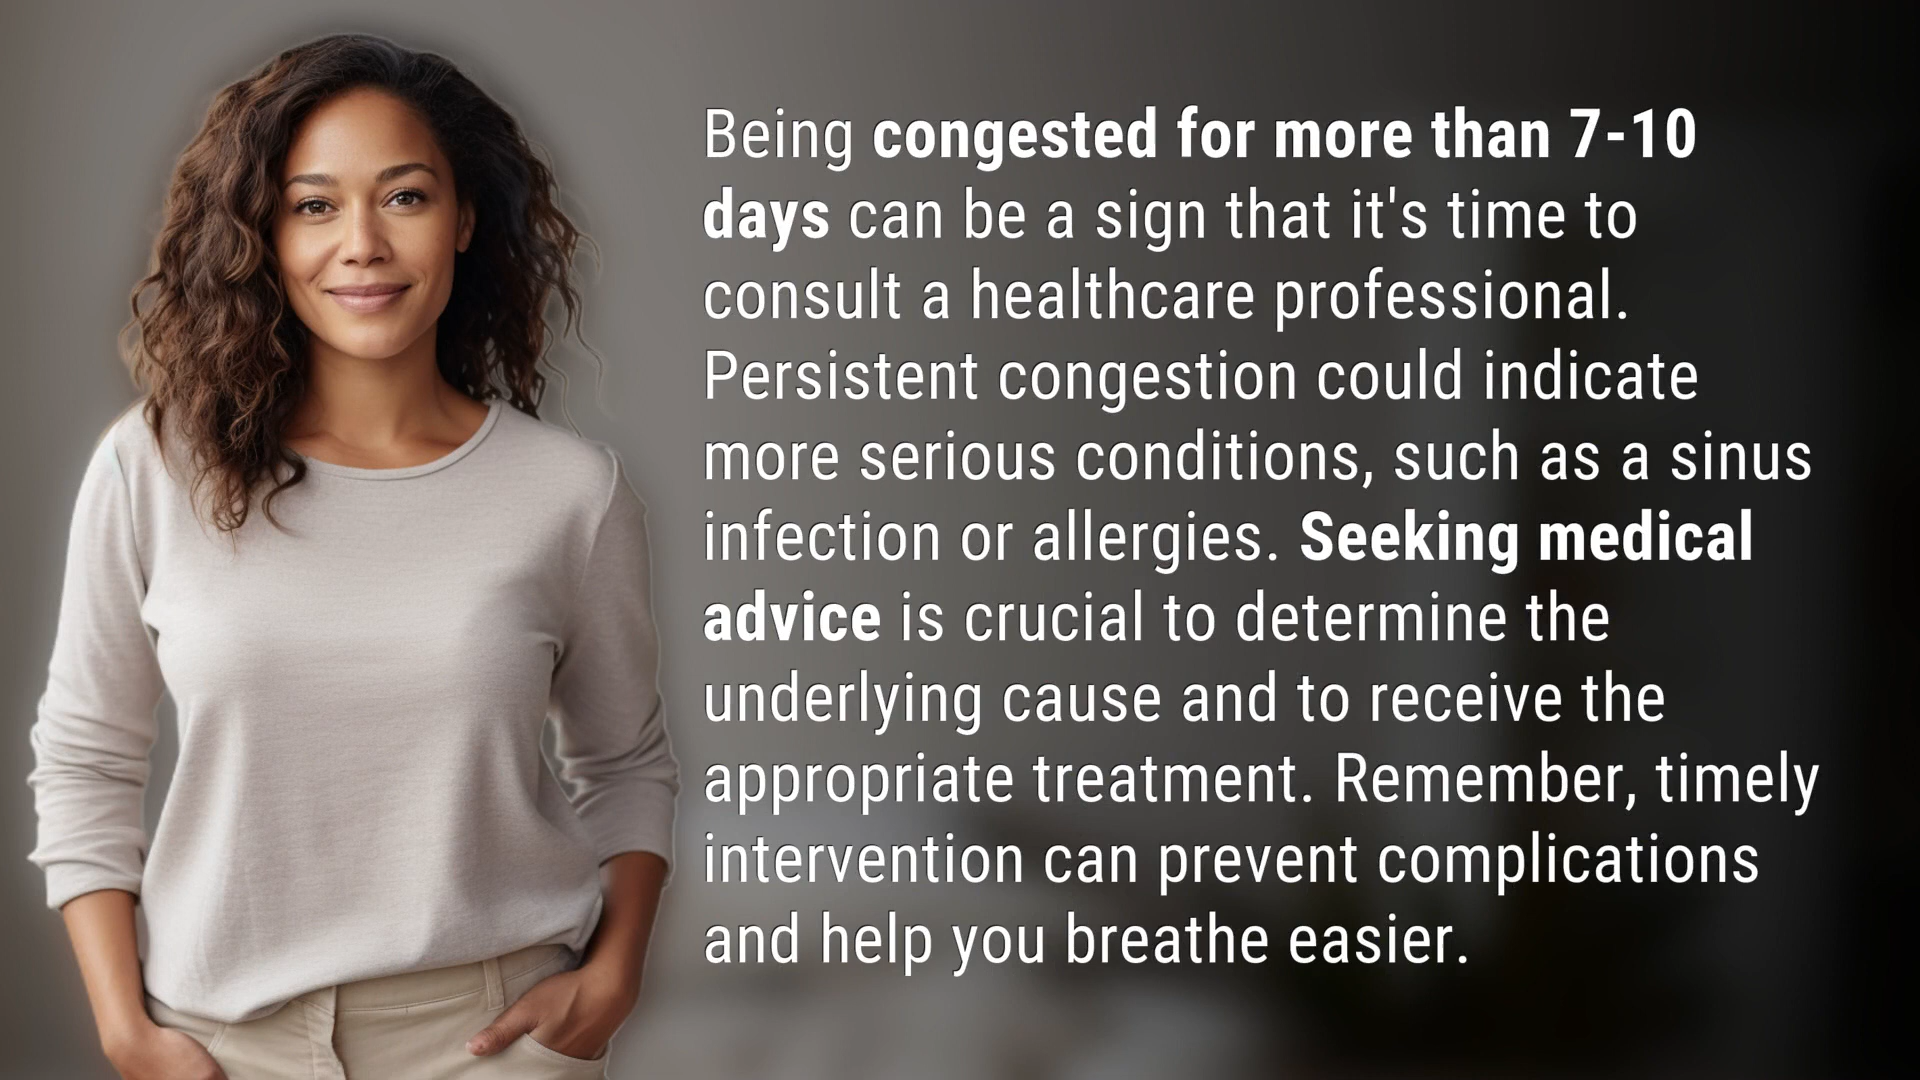 Being congested for more than 7-10
days can be a sign that it's time to
consult a healthcare professional.
Persistent congestion could indicate
more serious conditions, such as a sinus
infection or allergies. Seeking medical
advice is crucial to determine the
underlying cause and to receive the
appropriate treatment. Remember, timely
intervention can prevent complications
and help you breathe easier.